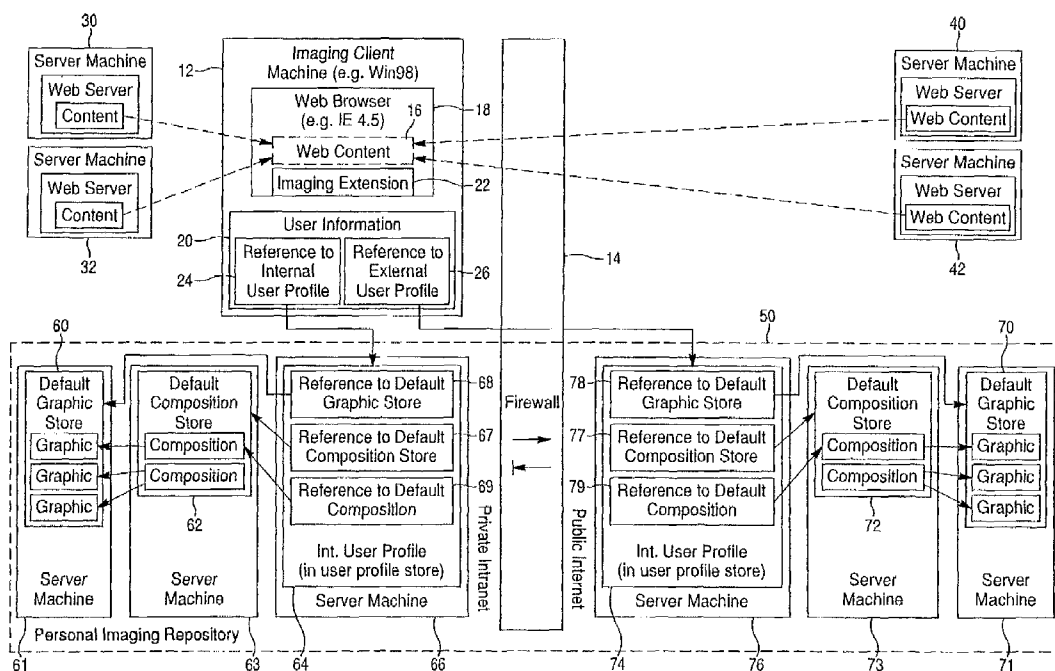 30
Server Machine
Web Server
Content
Server Machine
Web Server
Content
32
12
Imaging Client
Machine (e.g. Win98)
Web Browser
(e.g. IE 4.5)
16
18
Web Content
Imaging Extension
22
User Information
20
Reference to
Internal
User Profile
24
Reference to
External
User Profile
26
14
40
Server Machine
Web Server
Web Content
Server Machine
Web Server
Web Content
42
50
60
Default
Graphic
Store
Graphic
Graphic
Graphic
Server
Machine
61
Default
Composition
Store
Composition
Composition
62
Server
Machine
63
Reference to Default
Graphic Store
68
Reference to Default
Composition Store
67
Reference to Default
Composition
69
Int. User Profile
(in user profile store)
Server Machine
64
66
Private Intranet
Firewall
Public Internet
78
Reference to Default
Graphic Store
77
Reference to Default
Composition Store
79
Reference to Default
Composition
Int. User Profile
(in user profile store)
Server Machine
74
76
Default
Composition
Store
Composition
Composition
72
Server
Machine
73
70
Default
Graphic
Store
Graphic
Graphic
Graphic
Server
Machine
71
Personal Imaging Repository